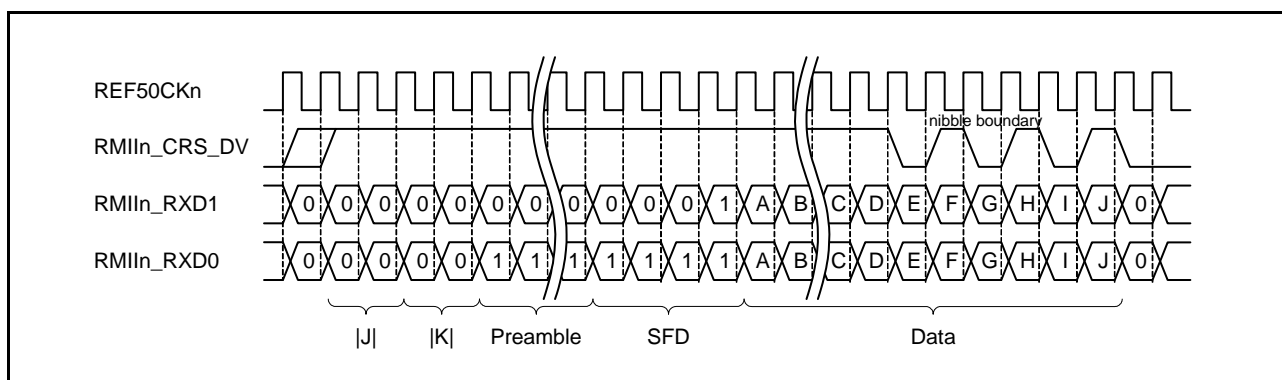 REF50CKn
nibble boundary
RMIIn_CRS_DV
RMIIn_RXD1 0 0 0 0 0 0 0 0 0 0 0 1 A B C D E F G H I J 0
RMIIn_RXD0 0 0 0 0 0 1 1 1 1 1 1 1 A B C D E F G H I J 0
|J| |K| Preamble SFD Data